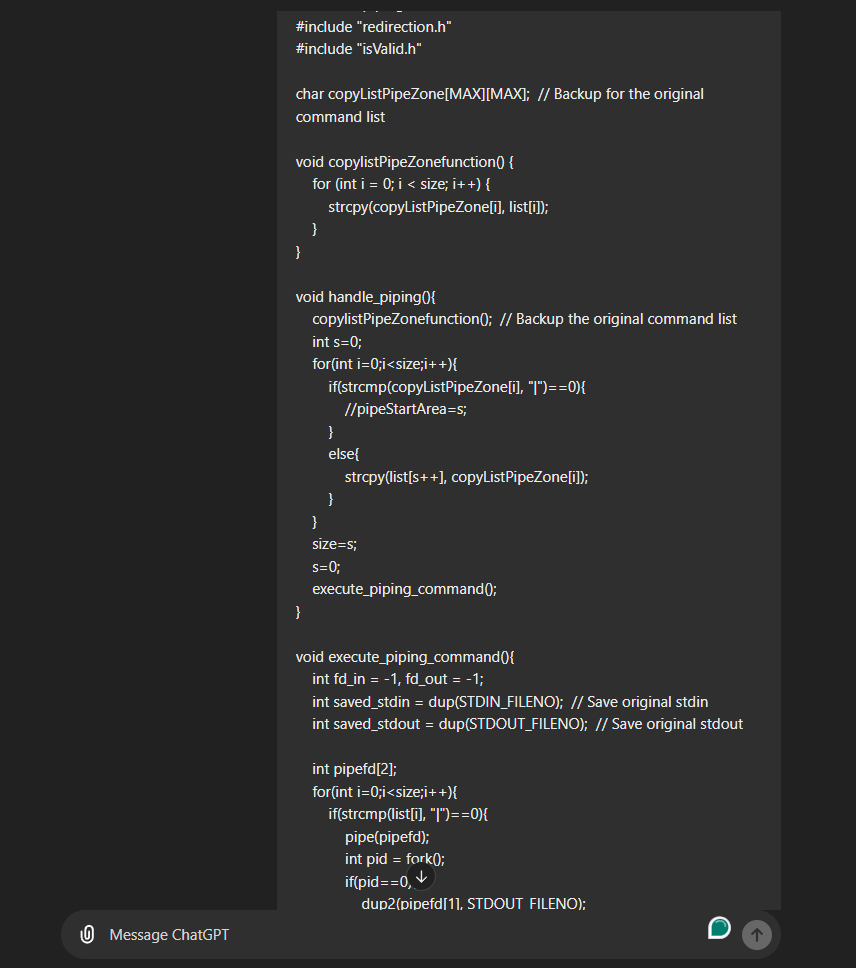 #include "redirection.h"
#include "isValid.h"
char copyListPipeZone[MAX][MAX];  // Backup for the original
command list
void copylistPipeZonefunction() {
    for (int i = 0; i < size; i++) {
        strcpy(copyListPipeZone[i], list[i]);
    }
}
void handle_piping(){
    copylistPipeZonefunction();  // Backup the original command list
    int s=0;
    for(int i=0;i<size;i++){
        if(strcmp(copyListPipeZone[i], "|")==0){
            //pipeStartArea=s;
        }
        else{
            strcpy(list[s++], copyListPipeZone[i]);
        }
    }
    size=s;
    s=0;
    execute_piping_command();
}
void execute_piping_command(){
    int fd_in = -1, fd_out = -1;
    int saved_stdin = dup(STDIN_FILENO);  // Save original stdin
    int saved_stdout = dup(STDOUT_FILENO);  // Save original stdout
    int pipefd[2];
    for(int i=0;i<size;i++){
        if(strcmp(list[i], "|")==0){
            pipe(pipefd);
            int pid = fork();
            if(pid==0)
                dup2(pipefd[1], STDOUT_FILENO);
Message ChatGPT